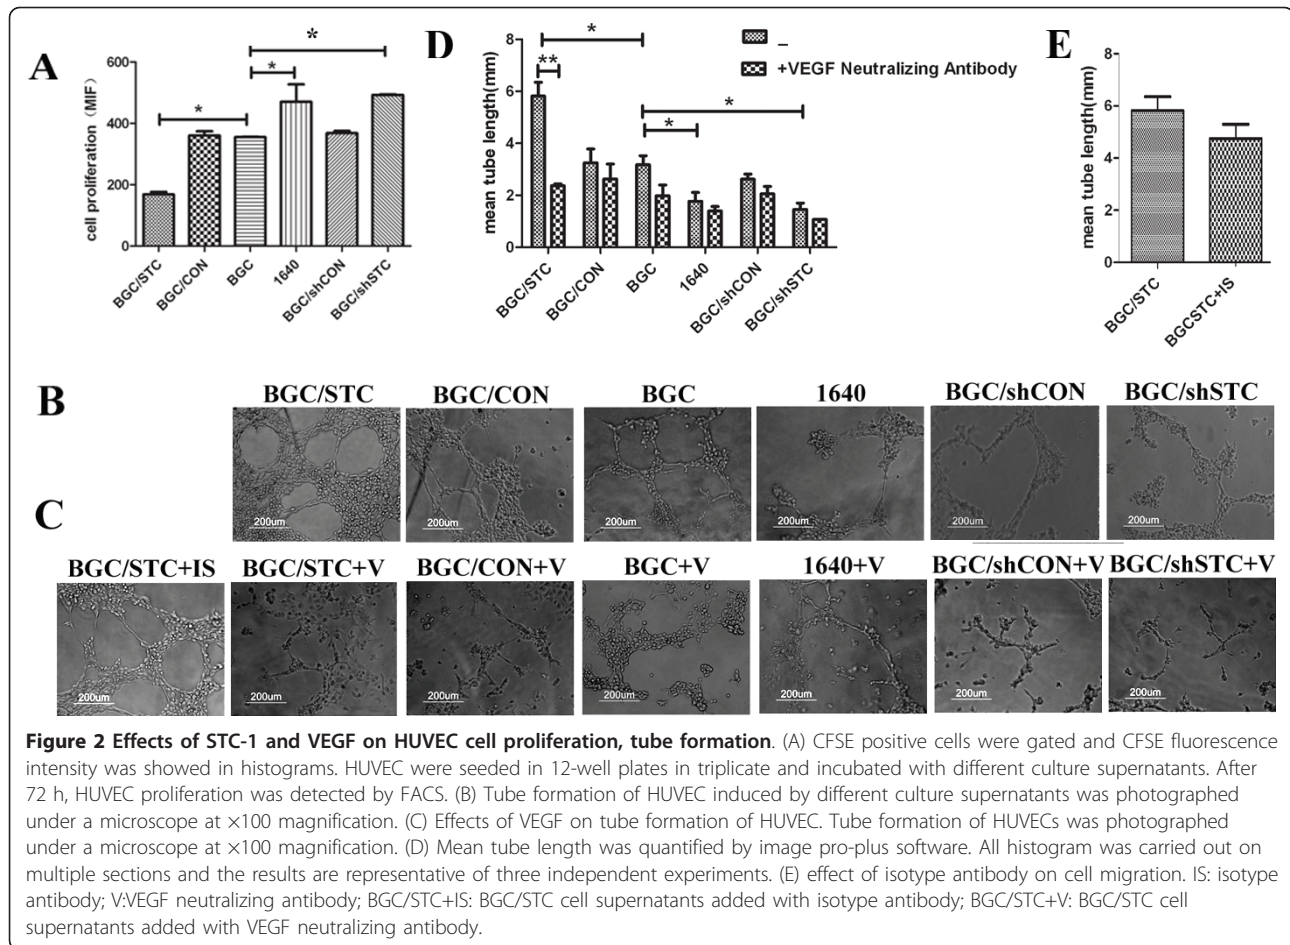 A
cell proliferation (MIF)
600
400
200
0
*
*
*
BGC/STC
BGC/CON
BGC
1640
BGC/shCON
BGC/shSTC
D
mean tube length(mm)
8
6
4
2
0
*
**
*
*
–
+VEGF Neutralizing Antibody
BGC/STC
BGC/CON
BGC
1640
BGC/shCON
BGC/shSTC
E
mean tube length(mm)
8
6
4
2
0
BGC/STC
BGCSTC+IS
B
BGC/STC
BGC/CON
BGC
1640
BGC/shCON
BGC/shSTC
200um
200um
200um
200um
200um
200um
C
BGC/STC+IS
BGC/STC+V
BGC/CON+V
BGC+V
1640+V
BGC/shCON+V
BGC/shSTC+V
200um
200um
200um
200um
200um
200um
200um
Figure 2 Effects of STC-1 and VEGF on HUVEC cell proliferation, tube formation. (A) CFSE positive cells were gated and CFSE fluorescence
intensity was showed in histograms. HUVEC were seeded in 12-well plates in triplicate and incubated with different culture supernatants. After
72 h, HUVEC proliferation was detected by FACS. (B) Tube formation of HUVEC induced by different culture supernatants was photographed
under a microscope at ×100 magnification. (C) Effects of VEGF on tube formation of HUVEC. Tube formation of HUVECs was photographed
under a microscope at ×100 magnification. (D) Mean tube length was quantified by image pro-plus software. All histogram was carried out on
multiple sections and the results are representative of three independent experiments. (E) effect of isotype antibody on cell migration. IS: isotype
antibody; V:VEGF neutralizing antibody; BGC/STC+IS: BGC/STC cell supernatants added with isotype antibody; BGC/STC+V: BGC/STC cell
supernatants added with VEGF neutralizing antibody.